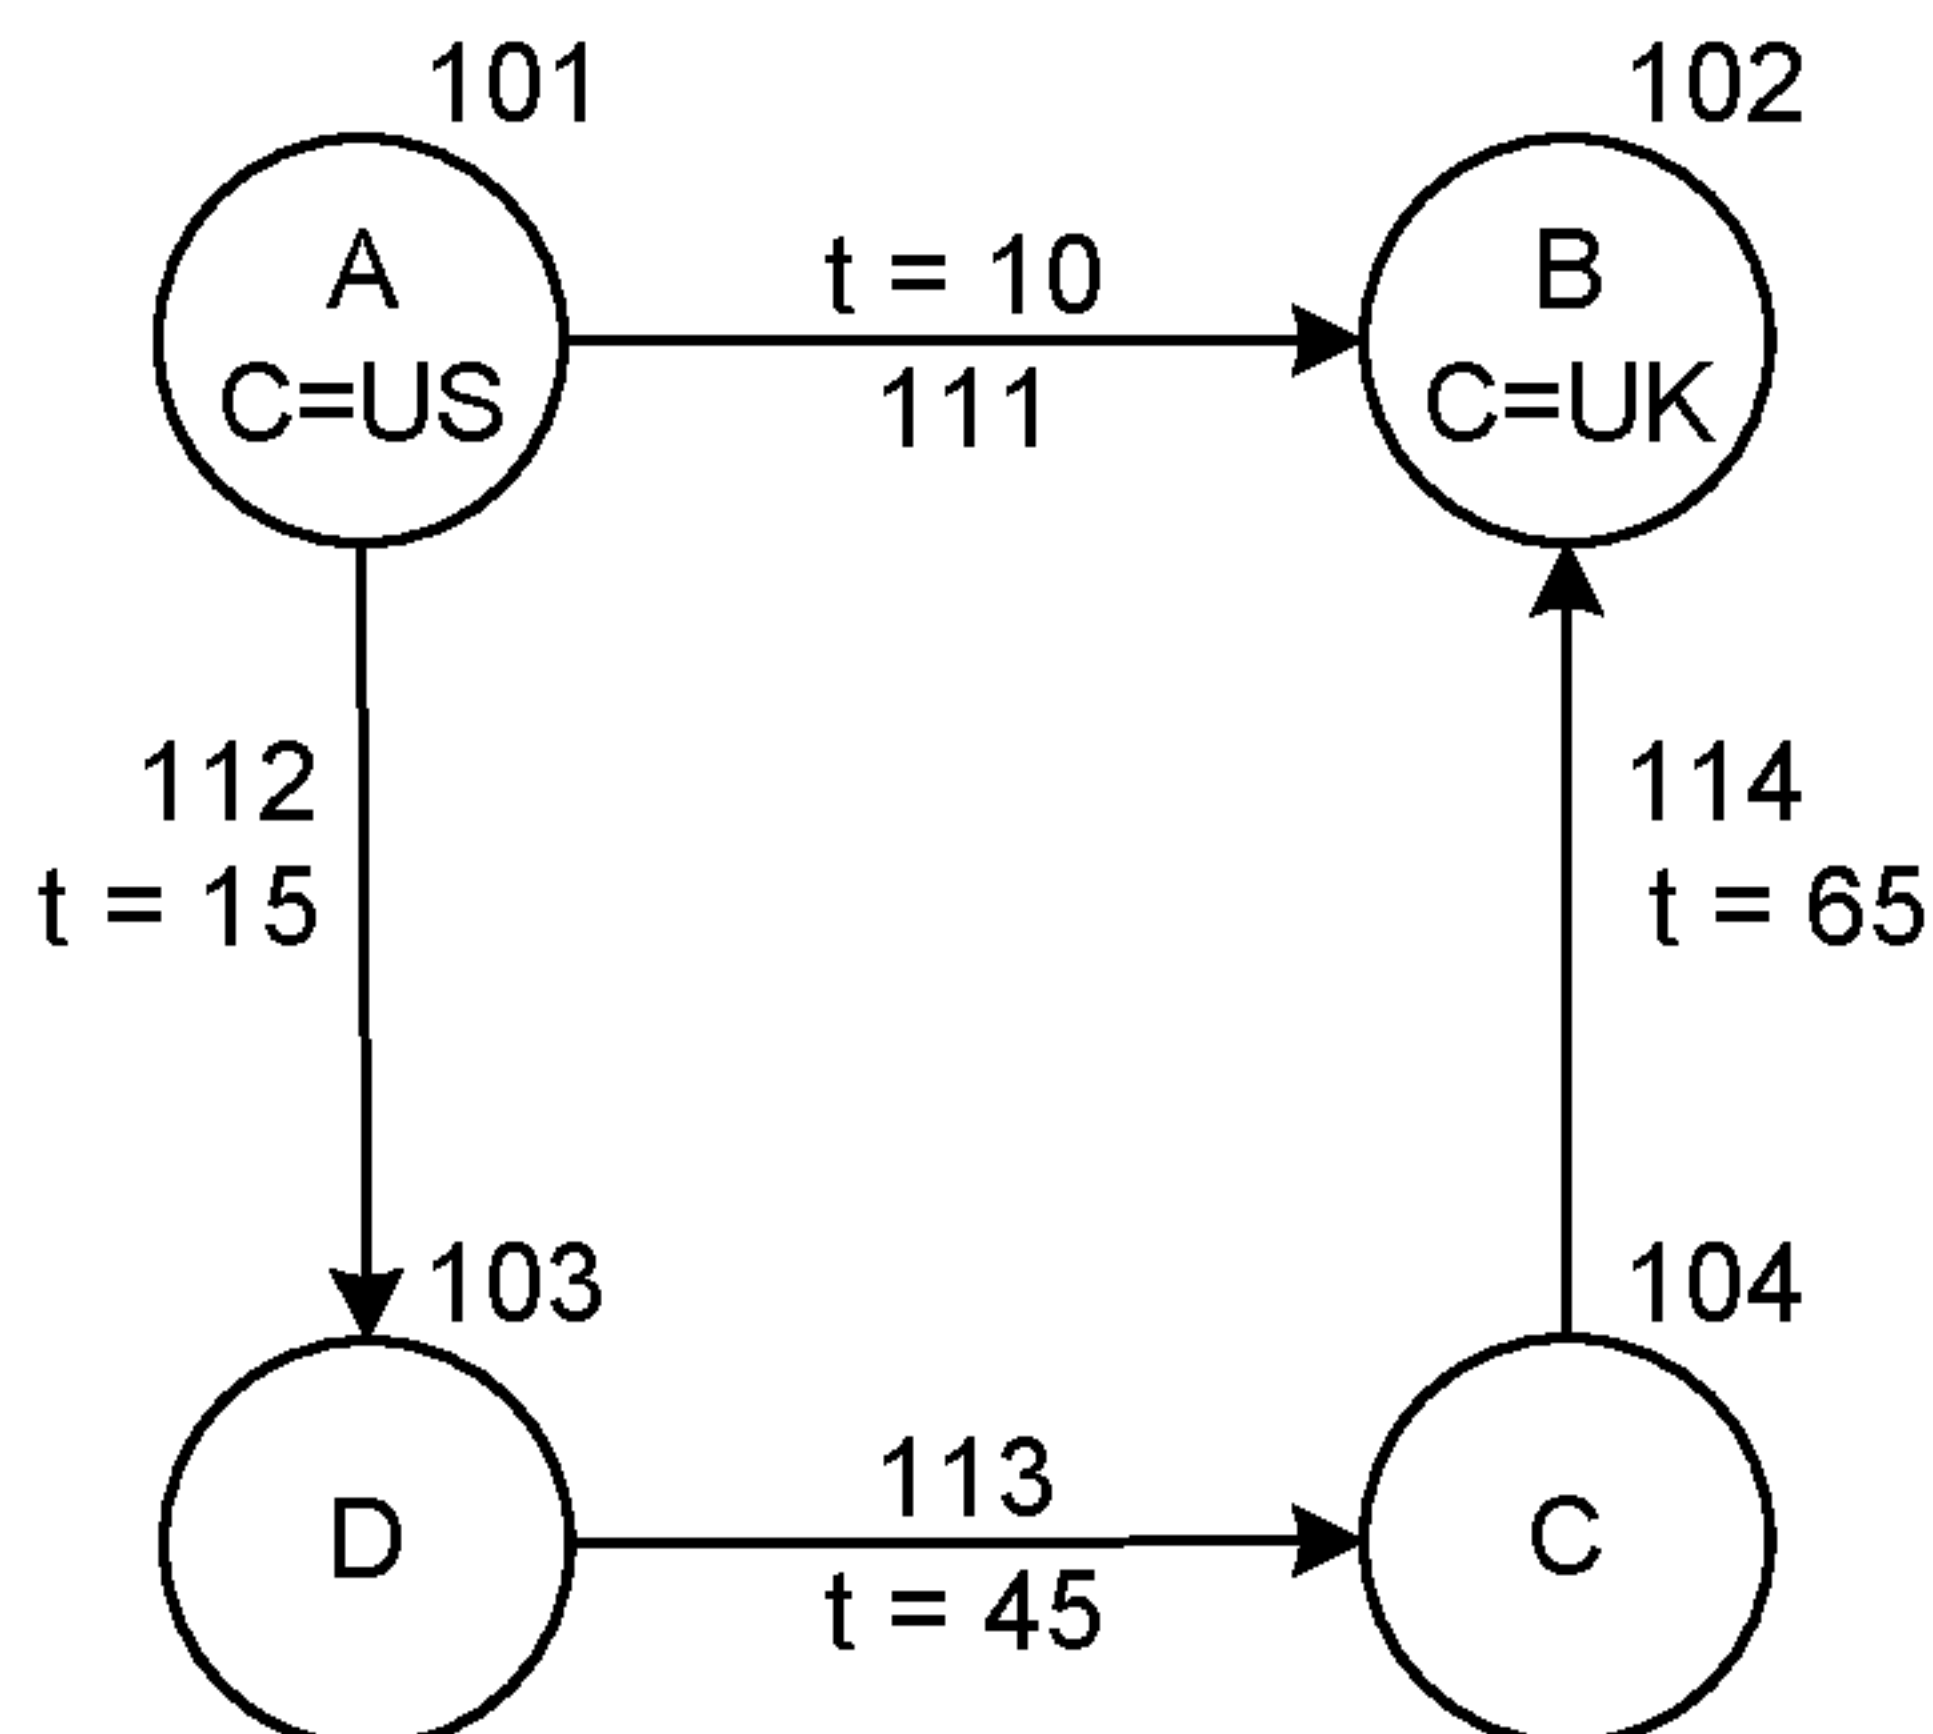 101
102
A
C=US
t = 10
111
B
C=UK
112
t = 15
114
t = 65
103
104
D
113
t = 45
C